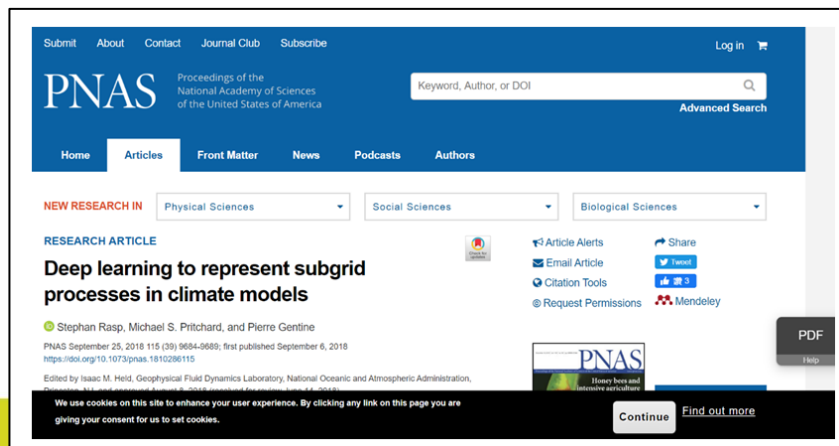 Submit About Contact Journal Club Subscribe
Log in
PNAS
Proceedings of the
National Academy of Sciences
of the United States of America
Keyword, Author, or DOI
Advanced Search
Home Articles Front Matter News Podcasts Authors
NEW RESEARCH IN
Physical Sciences
Social Sciences
Biological Sciences
RESEARCH ARTICLE
Check for updates
Deep learning to represent subgrid
processes in climate models
Stephan Rasp, Michael S. Pritchard, and Pierre Gentine
PNAS September 25, 2018 115 (39) 9684-9689; first published September 6, 2018
https://doi.org/10.1073/pnas.1810286115
Edited by Isaac M. Held, Geophysical Fluid Dynamics Laboratory, National Oceanic and Atmospheric Administration,
Article Alerts
Share
Email Article
Tweet
Citation Tools
3
© Request Permissions
Mendeley
PNAS
Honey bees and
intensive agriculture
PDF
Help
We use cookies on this site to enhance your user experience. By clicking any link on this page you are
giving your consent for us to set cookies.
Continue
Find out more